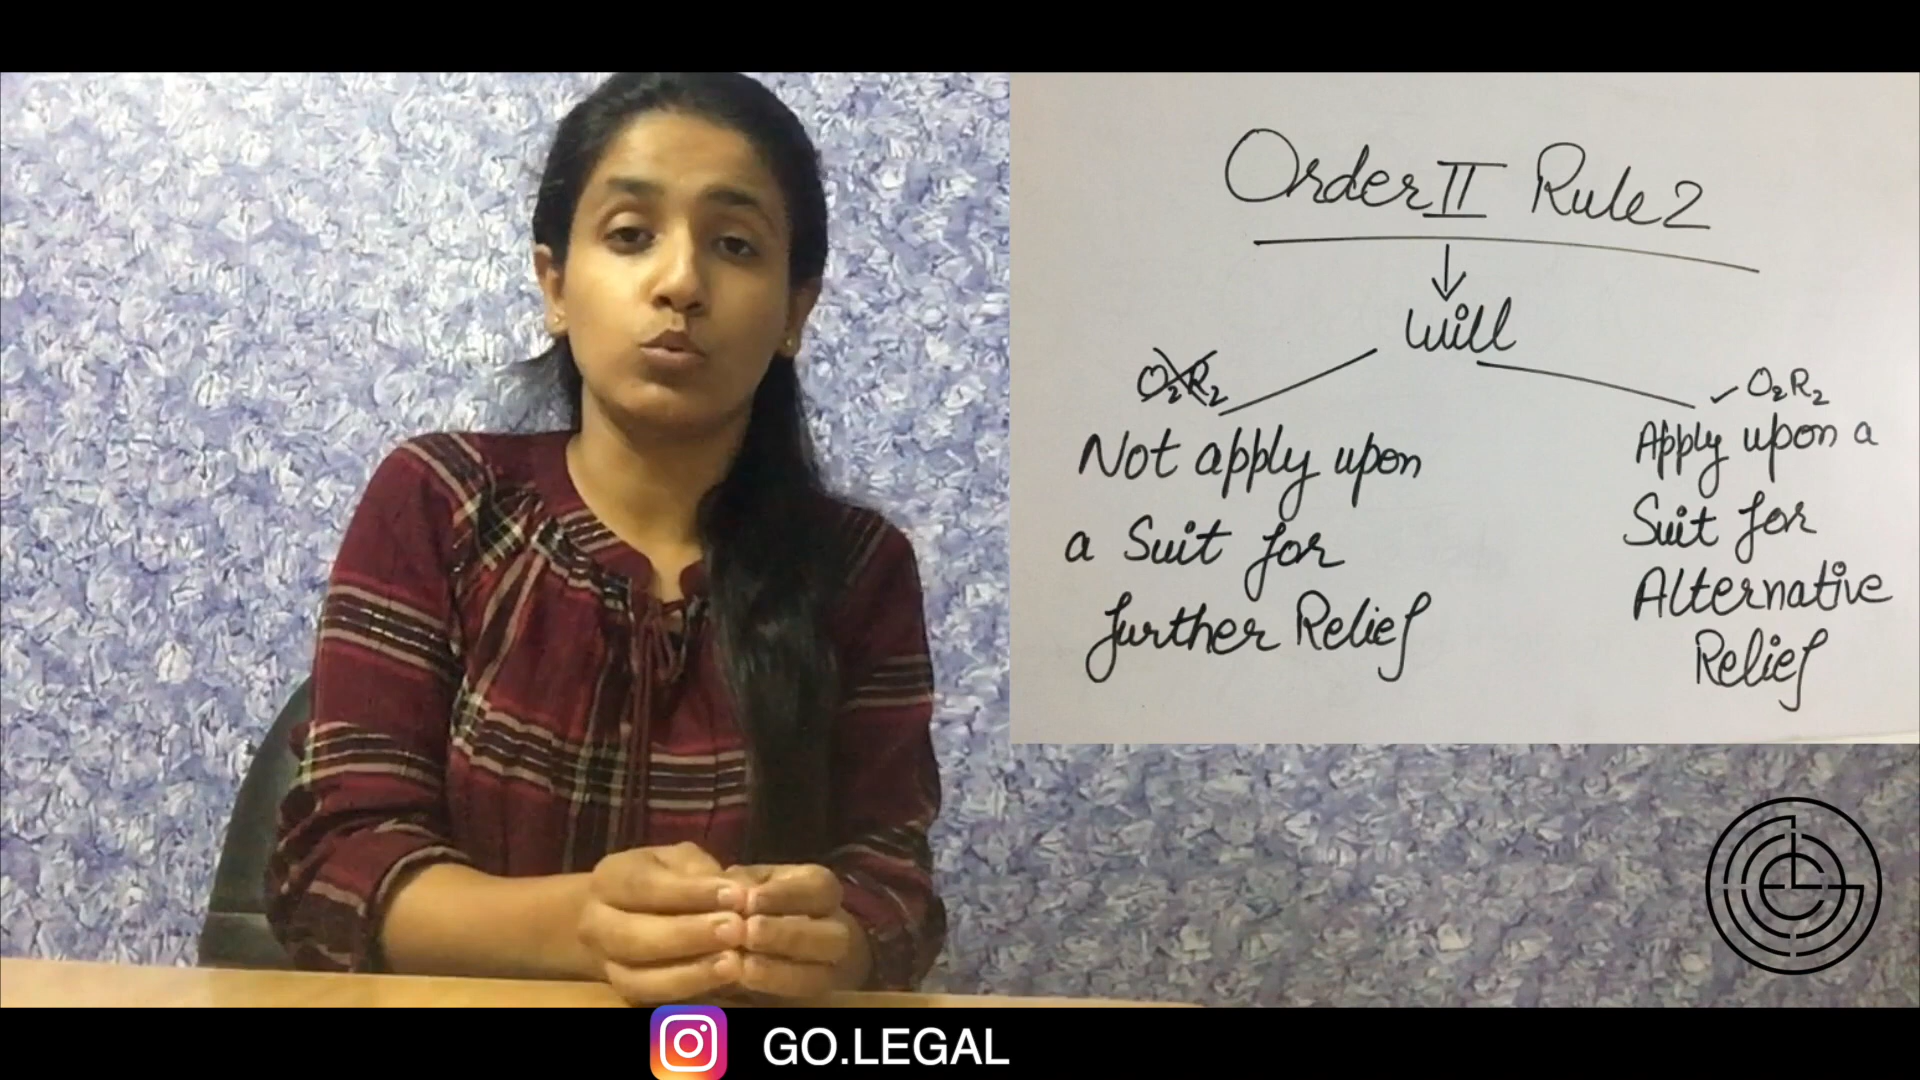 Order II Rule 2
Will
O2R2
Not apply upon
a Suit for
further Relief
O2R2
Apply upon a
Suit for
Alternative
Relief
GO.LEGAL